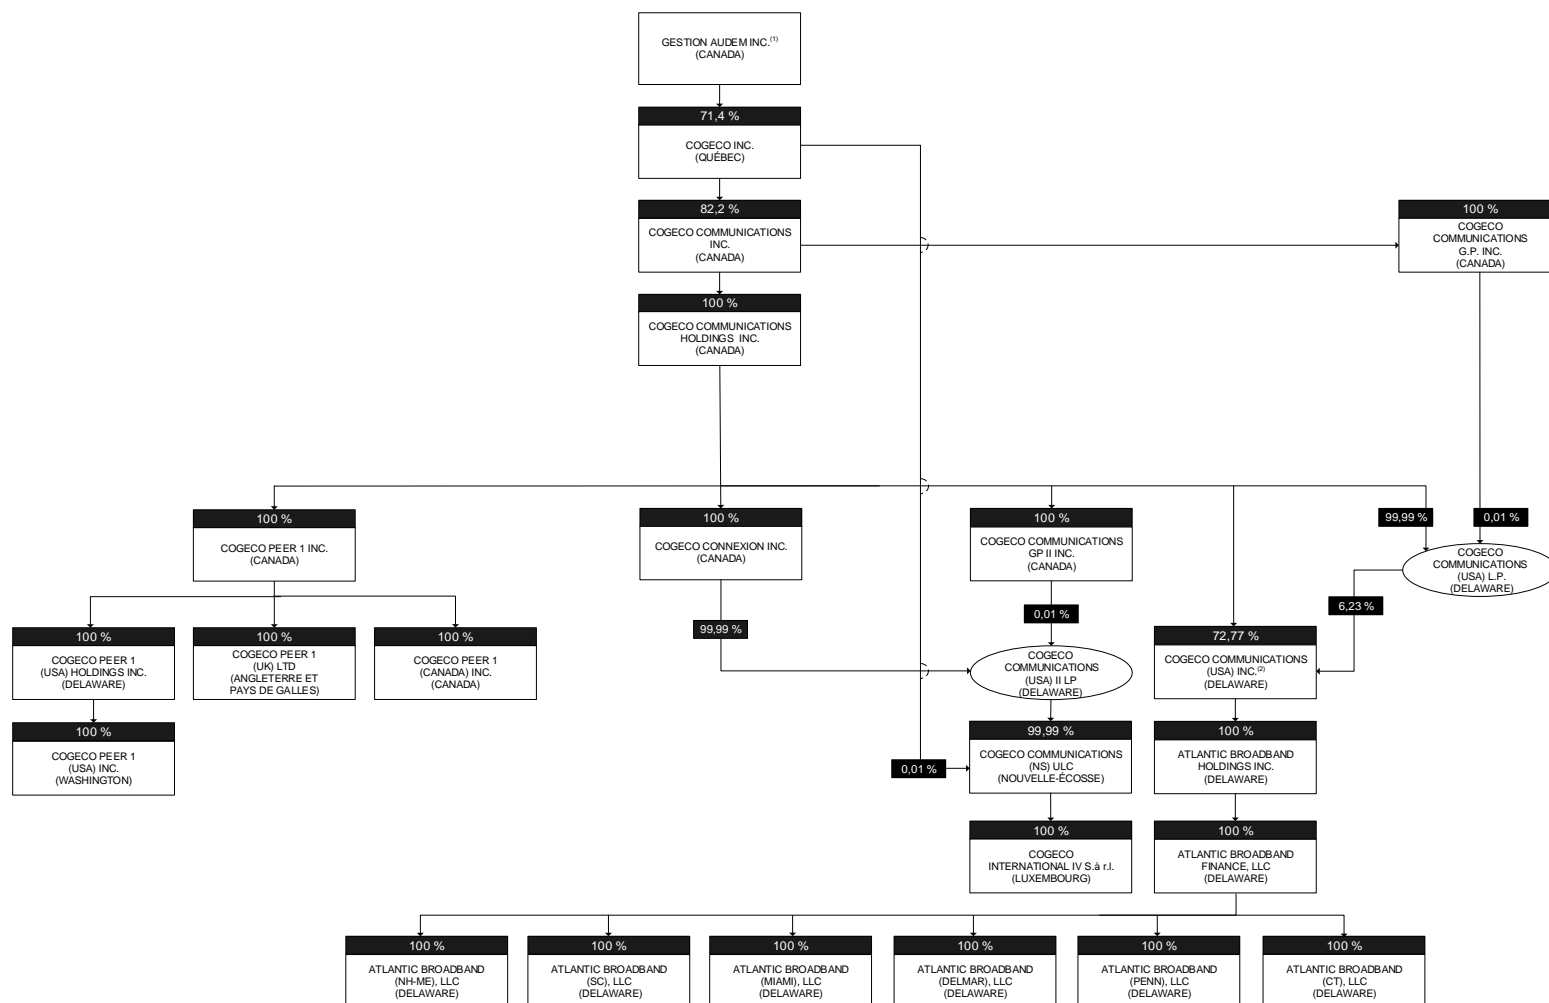 GESTION AUDEM INC.(1)
(CANADA)
71,4 %
COGECO INC.
(QUÉBEC)
82,2 %
COGECO COMMUNICATIONS
INC.
(CANADA)
100 %
COGECO
COMMUNICATIONS
G.P. INC.
(CANADA)
100 %
COGECO COMMUNICATIONS
HOLDINGS INC.
(CANADA)
100 %
COGECO PEER 1 INC.
(CANADA)
100 %
COGECO CONNEXION INC.
(CANADA)
100 %
COGECO COMMUNICATIONS
GP II INC.
(CANADA)
99,99 %
0,01 %
COGECO
COMMUNICATIONS
(USA) L.P.
(DELAWARE)
6,23 %
0,01 %
99,99 %
100 %
COGECO PEER 1
(USA) HOLDINGS INC.
(DELAWARE)
100 %
COGECO PEER 1
(UK) LTD
(ANGLETERRE ET
PAYS DE GALLES)
100 %
COGECO PEER 1
(CANADA) INC.
(CANADA)
COGECO
COMMUNICATIONS
(USA) II LP
(DELAWARE)
72,77 %
COGECO COMMUNICATIONS
(USA) INC.(2)
(DELAWARE)
100 %
COGECO PEER 1
(USA) INC.
(WASHINGTON)
0,01 %
99,99 %
COGECO COMMUNICATIONS
(NS) ULC
(NOUVELLE-ÉCOSSE)
100 %
ATLANTIC BROADBAND
HOLDINGS INC.
(DELAWARE)
100 %
COGECO
INTERNATIONAL IV S.à r.l.
(LUXEMBOURG)
100 %
ATLANTIC BROADBAND
FINANCE, LLC
(DELAWARE)
100 %
ATLANTIC BROADBAND
(NH-ME), LLC
(DELAWARE)
100 %
ATLANTIC BROADBAND
(SC), LLC
(DELAWARE)
100 %
ATLANTIC BROADBAND
(MIAMI), LLC
(DELAWARE)
100 %
ATLANTIC BROADBAND
(DELMAR), LLC
(DELAWARE)
100 %
ATLANTIC BROADBAND
(PENN), LLC
(DELAWARE)
100 %
ATLANTIC BROADBAND
(CT), LLC
(DELAWARE)